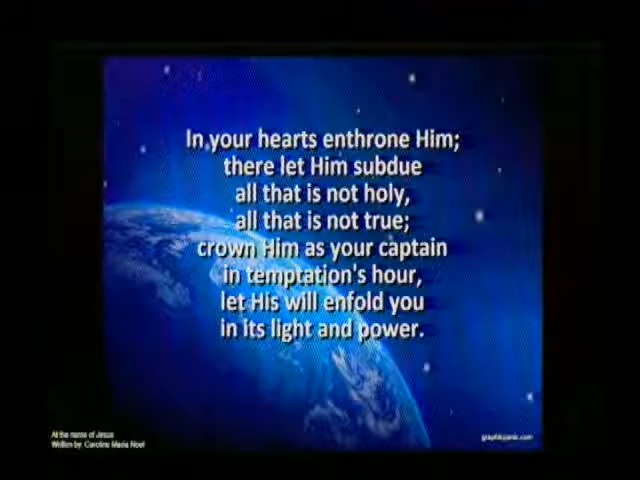 In your hearts enthrone Him;
there let Him subdue
all that is not holy,
all that is not true;
crown Him as your captain
in temptation's hour,
let His will enfold you
in its light and power.
At the name of Jesus
Written by: Caroline Maria Noel